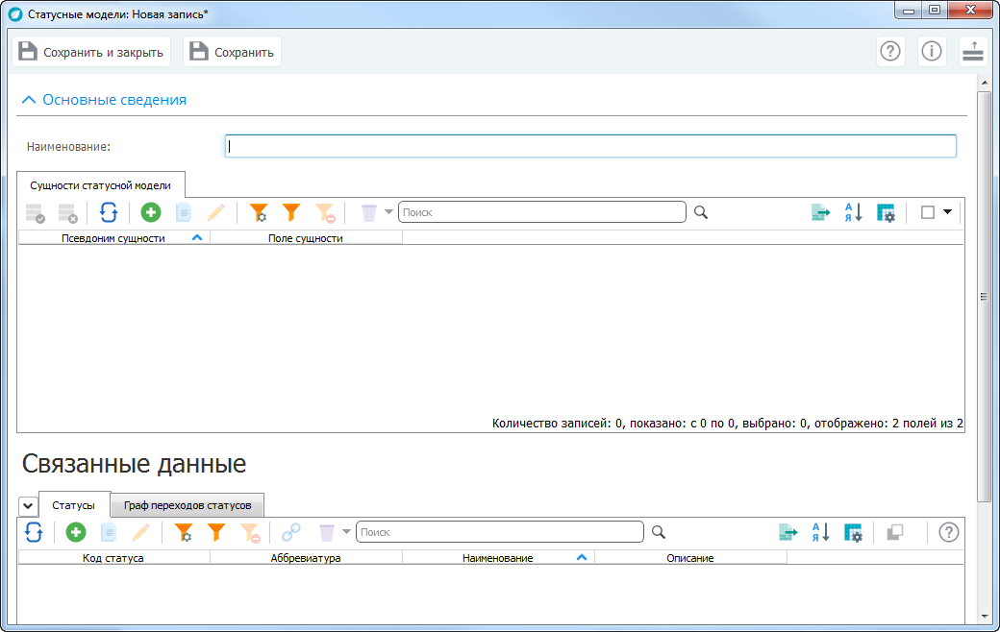 Статусные модели: Новая запись*
Сохранить и закрыть Сохранить
Основные сведения
Наименование:
Сущности статусной модели
Поиск
Псевдоним сущности Поле сущности
Количество записей: 0, показано: с 0 по 0, выбрано: 0, отображено: 2 полей из 2
Связанные данные
Статусы Граф переходов статусов
Поиск
Код статуса Аббревиатура Наименование Описание